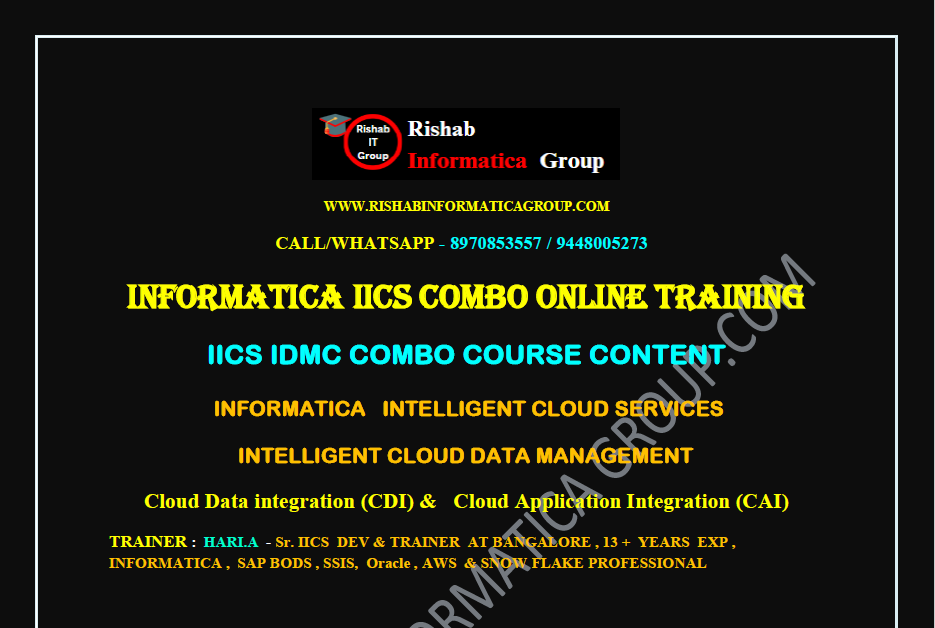 Rishab
IT
Group
Rishab
Informatica Group
WWW.RISHABINFORMATICAGROUP.COM
CALL/WHATSAPP - 8970853557 / 9448005273
INFORMATICA IICS COMBO ONLINE TRAINING
IICS IDMC COMBO COURSE CONTENT
INFORMATICA INTELLIGENT CLOUD SERVICES
INTELLIGENT CLOUD DATA MANAGEMENT
Cloud Data integration (CDI) & Cloud Application Integration (CAI)
TRAINER : HARI.A - Sr. IICS DEV & TRAINER AT BANGALORE , 13 + YEARS EXP ,
INFORMATICA , SAP BODS , SSIS, Oracle , AWS & SNOW FLAKE PROFESSIONAL
ORMATICA GROUP.COM